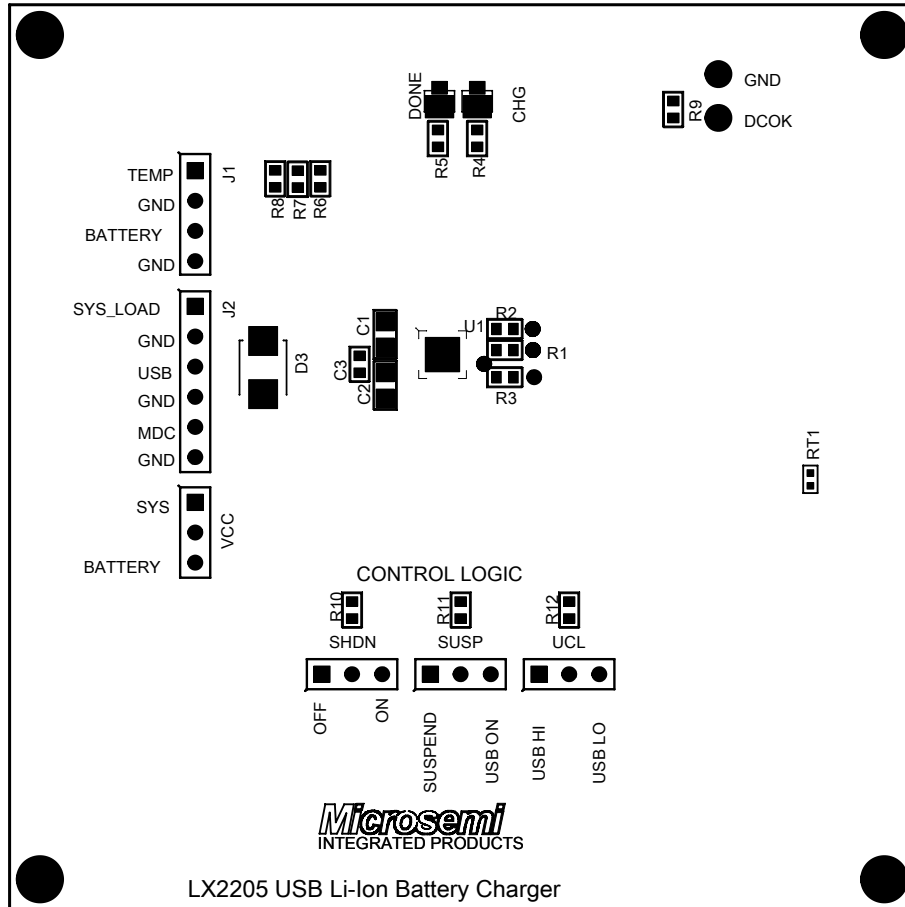 DONE
CHG
GND
DCOK
R9
R5
R4
TEMP
J1
GND
BATTERY
GND
R8
R7
R6
SYS_LOAD
J2
GND
USB
GND
MDC
GND
D3
C1
C3
C2
U1
R2
R1
R3
RT1
SYS
VCC
BATTERY
CONTROL LOGIC
R10
R11
R12
SHDN
SUSP
UCL
OFF
ON
SUSPEND
USB ON
USB HI
USB LO
Microsemi
INTEGRATED PRODUCTS
LX2205 USB Li-Ion Battery Charger